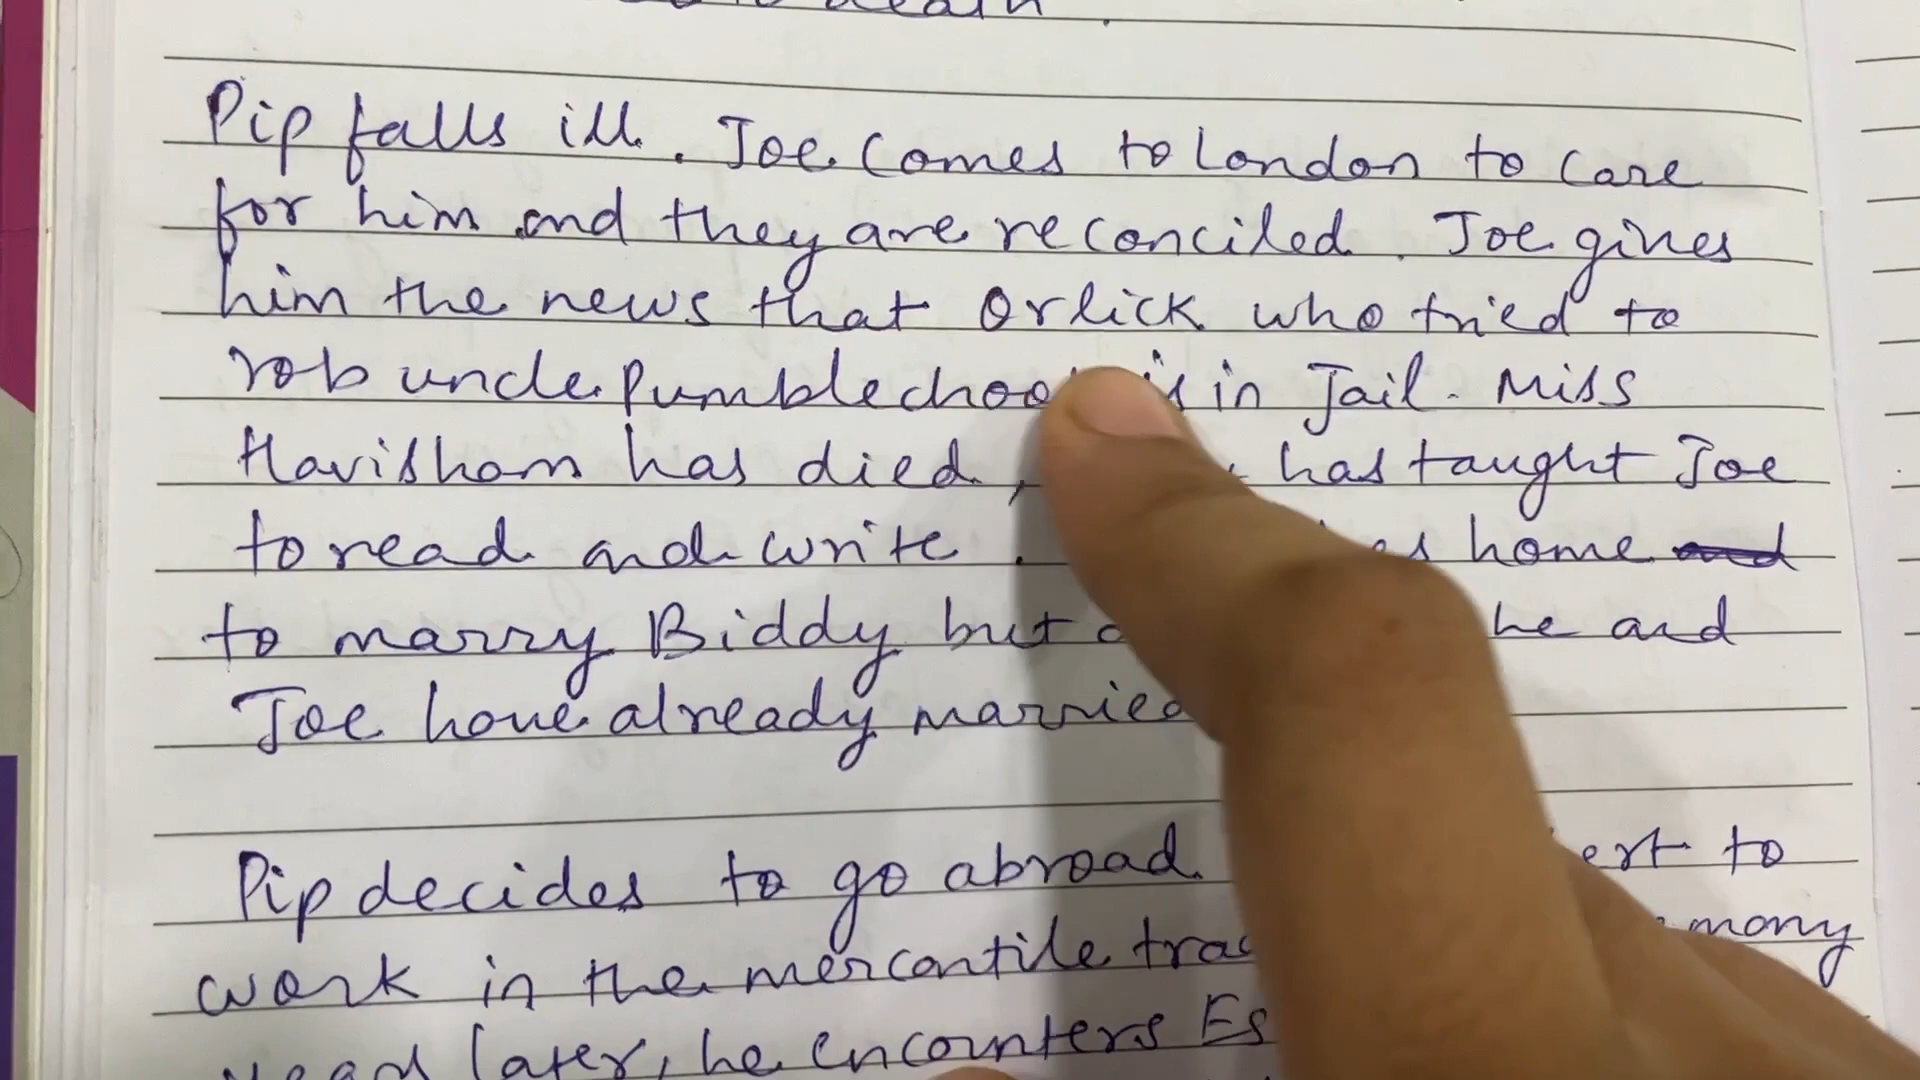 death.
Pip falls ill. Joe comes to London to care
for him and they are reconciled. Joe gives
him the news that Orlick who tried to
rob uncle Pumblechook is in Jail. Miss
Havisham has died, has taught Joe
to read and write. home and
to marry Biddy but he and
Joe have already married
Pip decides to go abroad to
work in the mercantile many
later, he encounters